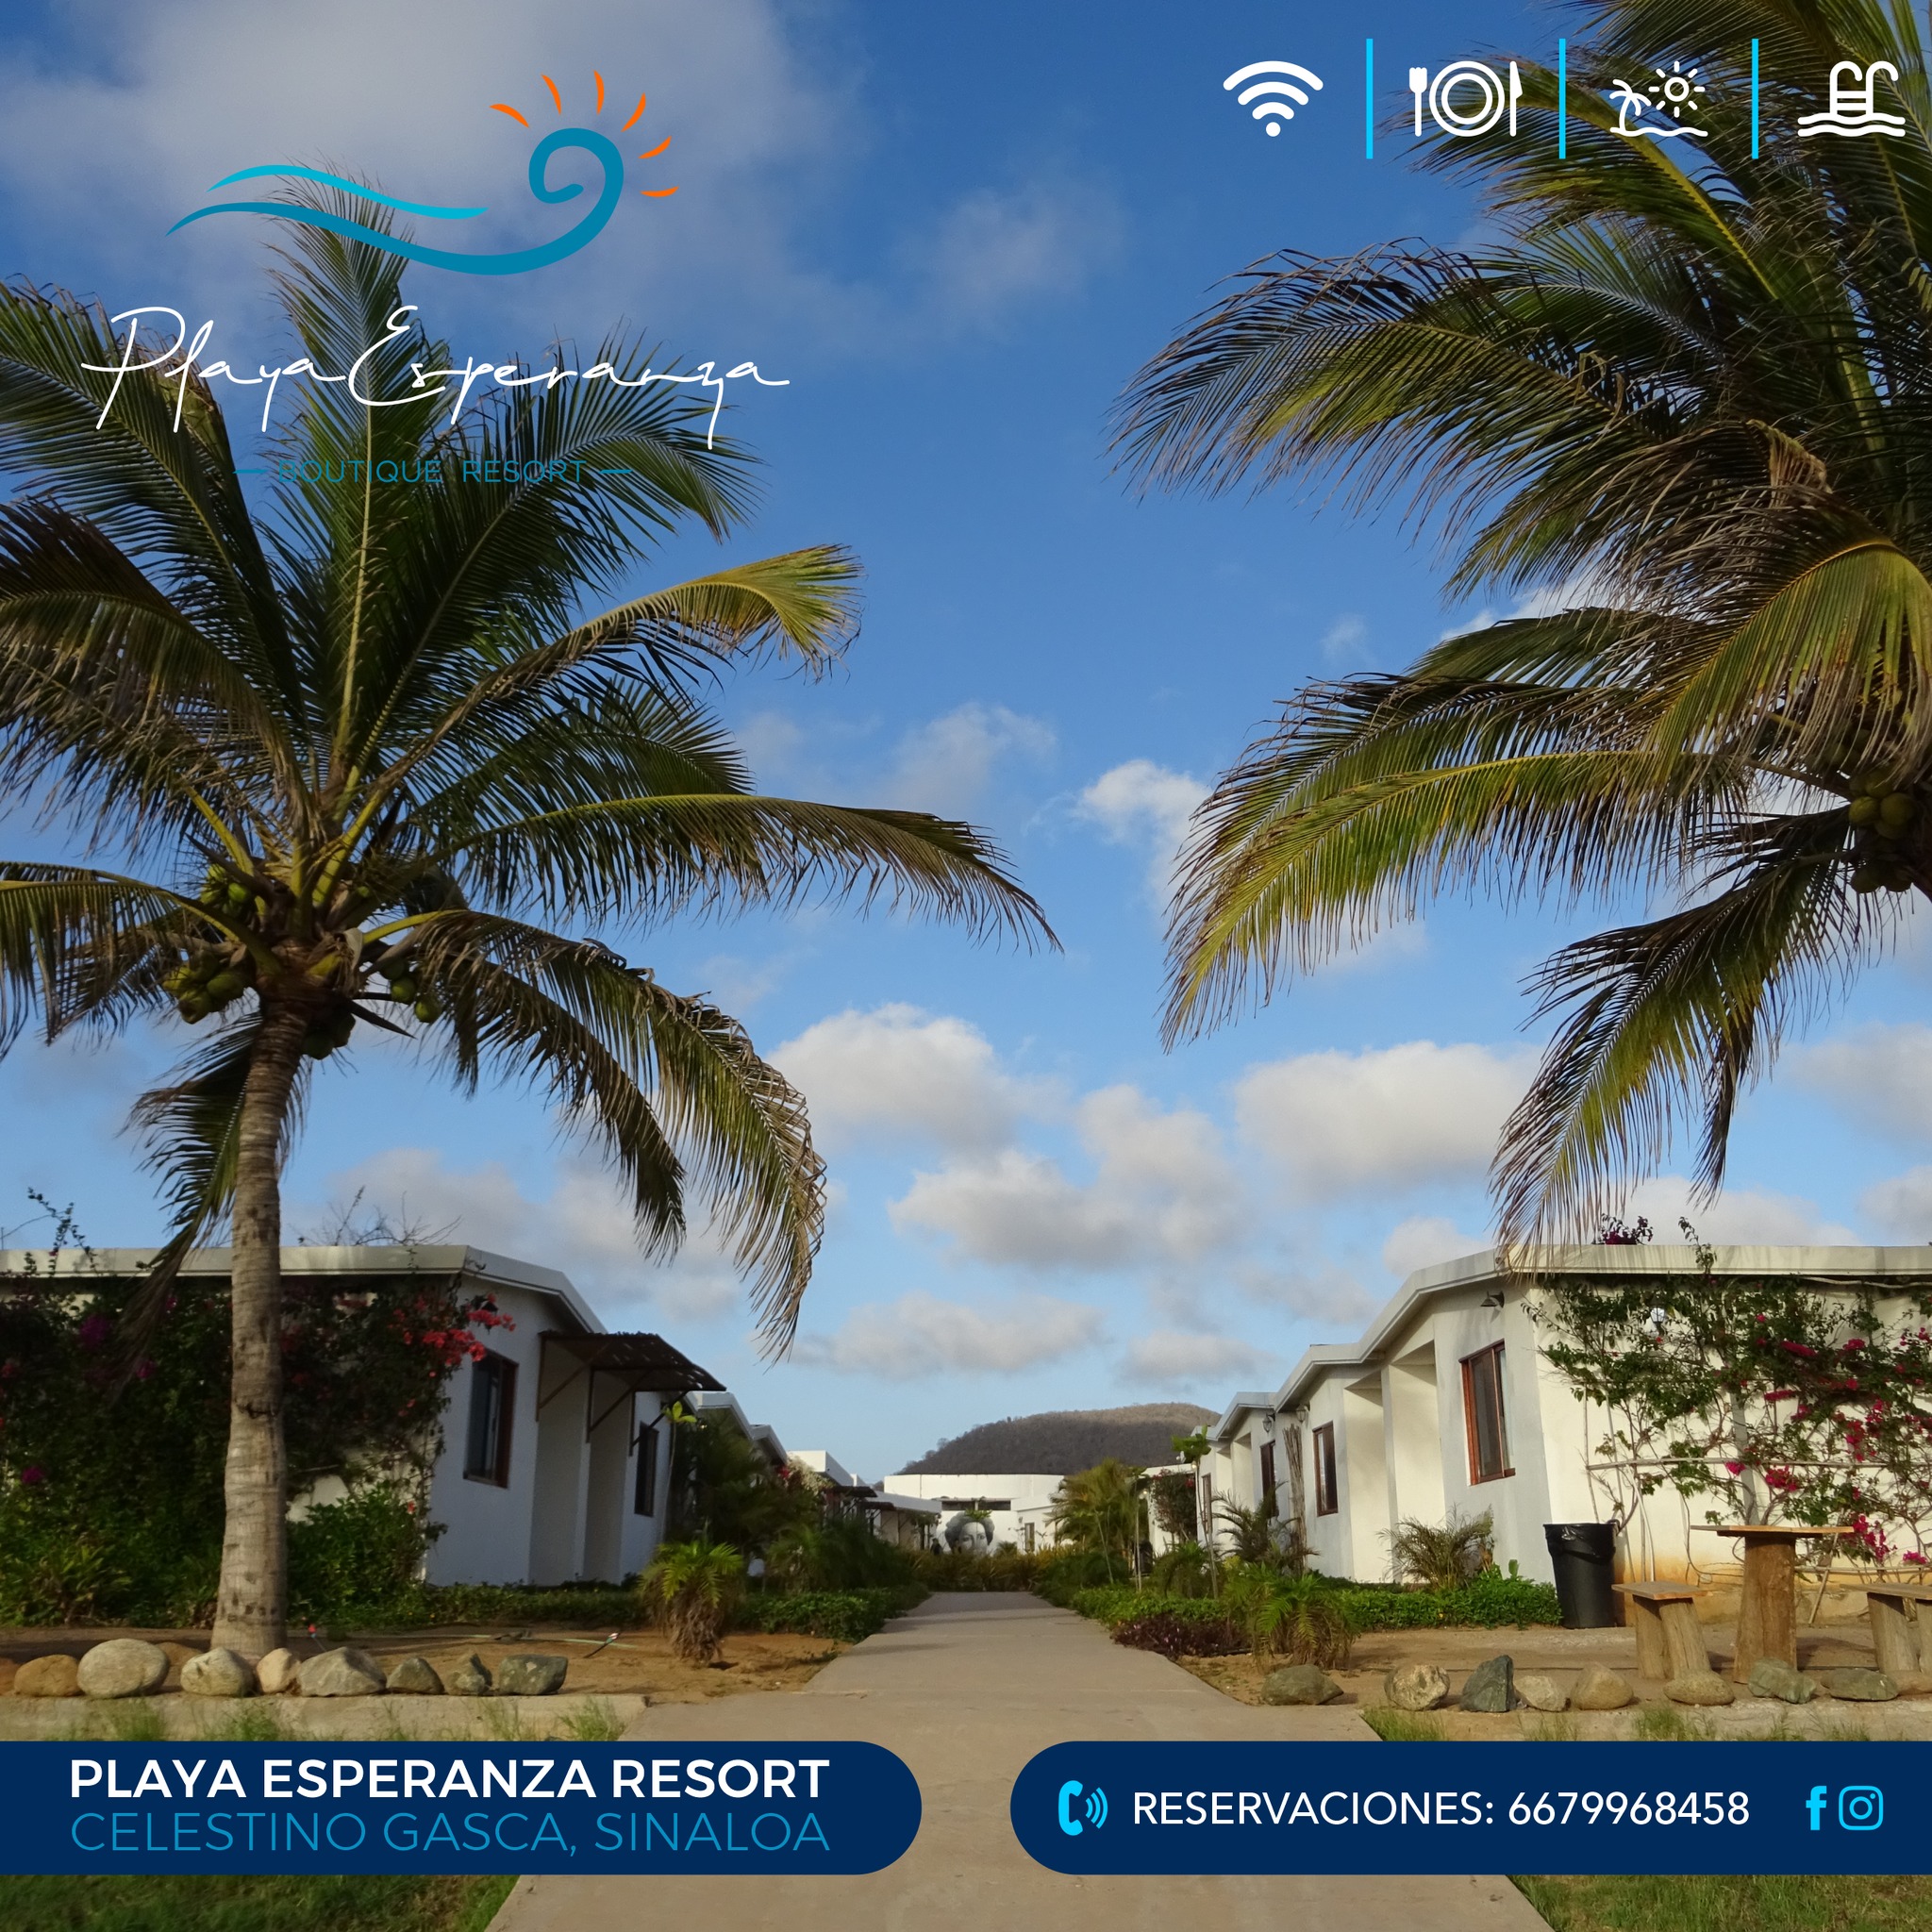 Playa Esperanza
BOUTIQUE RESORT
PLAYA ESPERANZA RESORT
CELESTINO GASCA, SINALOA
RESERVACIONES: 6679968458